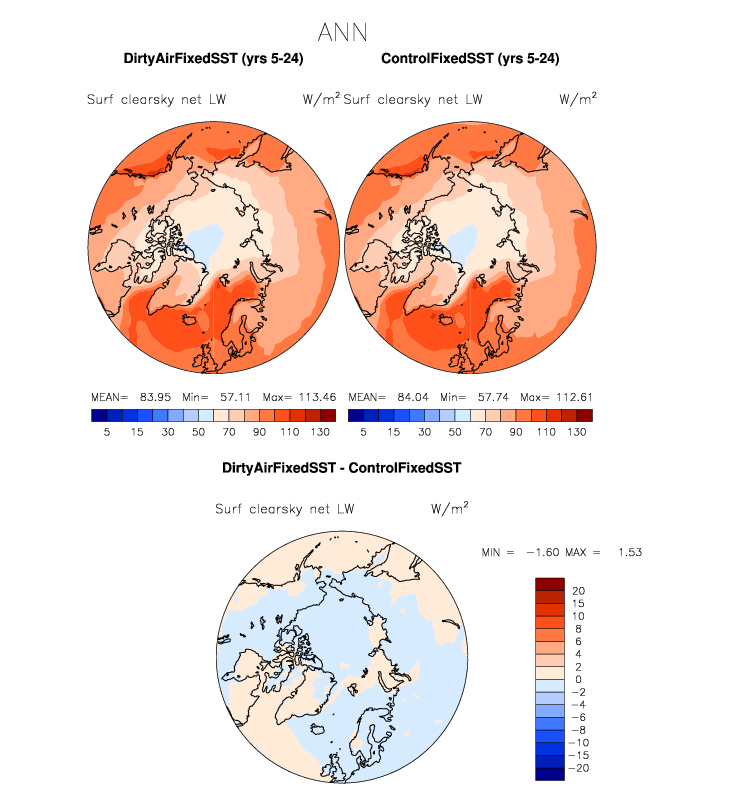 ANN
DirtyAirFixedSST (yrs 5-24) ControlFixedSST (yrs 5-24)
Surf clearsky net LW W/m² Surf clearsky net LW W/m²
MEAN= 83.95 Min= 57.11 Max= 113.46 MEAN= 84.04 Min= 57.74 Max= 112.61
5 15 30 50 70 90 110 130 5 15 30 50 70 90 110 130
DirtyAirFixedSST - ControlFixedSST
Surf clearsky net LW W/m²
MIN = -1.60 MAX = 1.53
20
15
10
8
6
4
2
0
-2
-4
-6
-8
-10
-15
-20